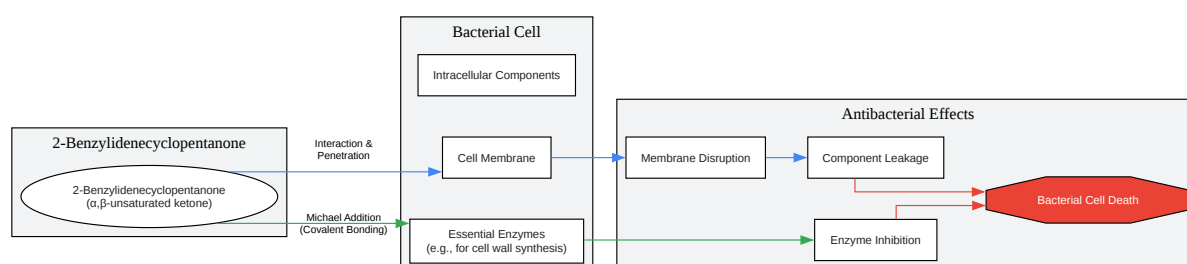 2-Benzylidenecyclopentanone
2-Benzylidenecyclopentanone
(α,β-unsaturated ketone)
Interaction &
Penetration
Michael Addition
(Covalent Bonding)
Bacterial Cell
Intracellular Components
Cell Membrane
Essential Enzymes
(e.g., for cell wall synthesis)
Antibacterial Effects
Membrane Disruption
Component Leakage
Enzyme Inhibition
Bacterial Cell Death